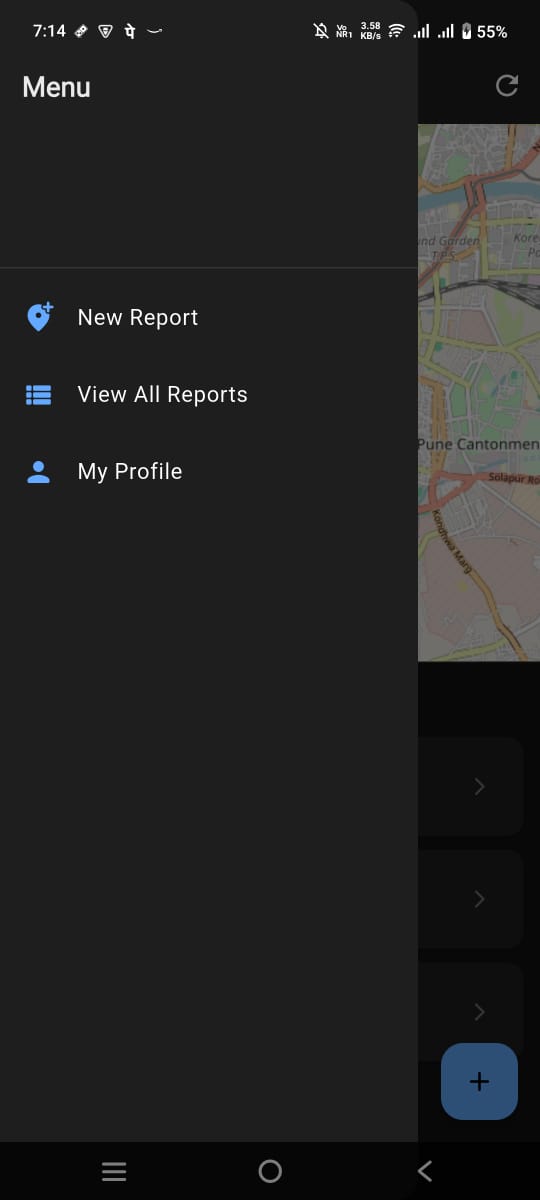 7:14 पे Vo NR1 3.58 KB/s 55%
Menu
und Garden
T.P.S.
Kore
Pa
New Report
View All Reports
Pune Cantonmen
My Profile
Solapur Ro
Kondhwa Marg